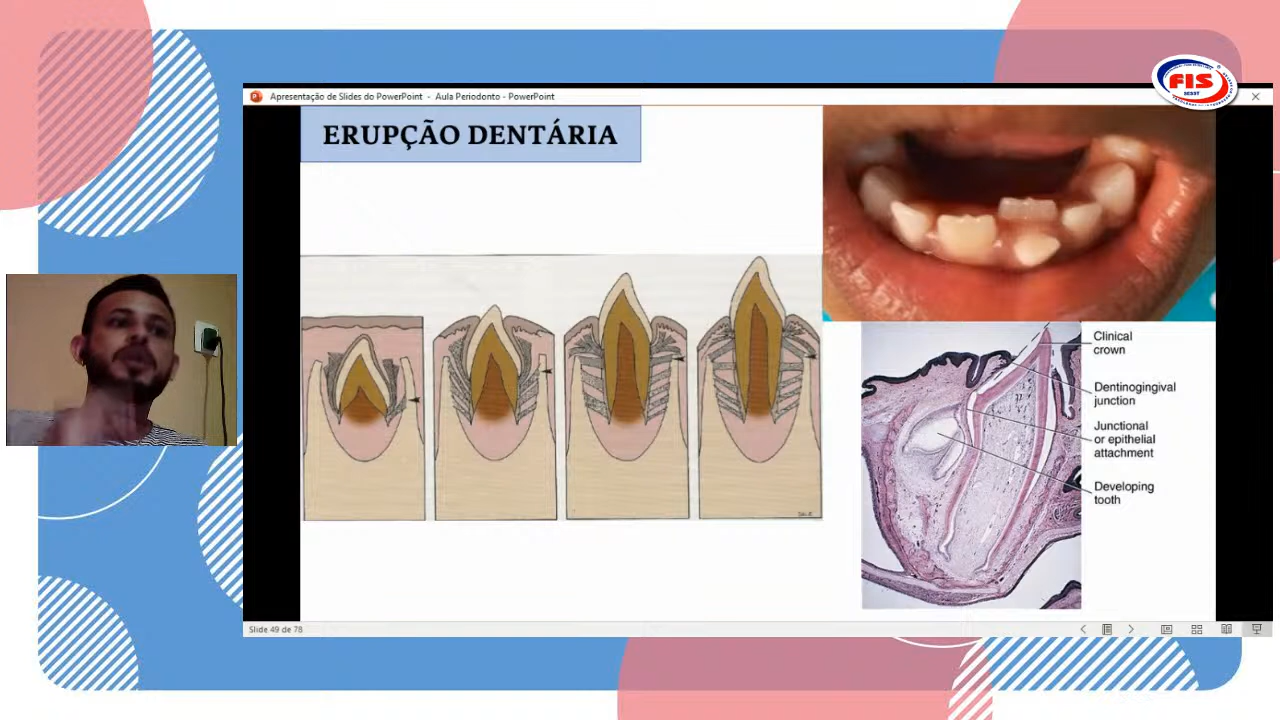 FIS
SESST
Apresentação de Slides do PowerPoint - Aula Periodonto - PowerPoint
ERUPÇÃO DENTÁRIA
Clinical
crown
Dentinogingival
junction
Junctional
or epithelial
attachment
Developing
tooth
Slide 49 de 78